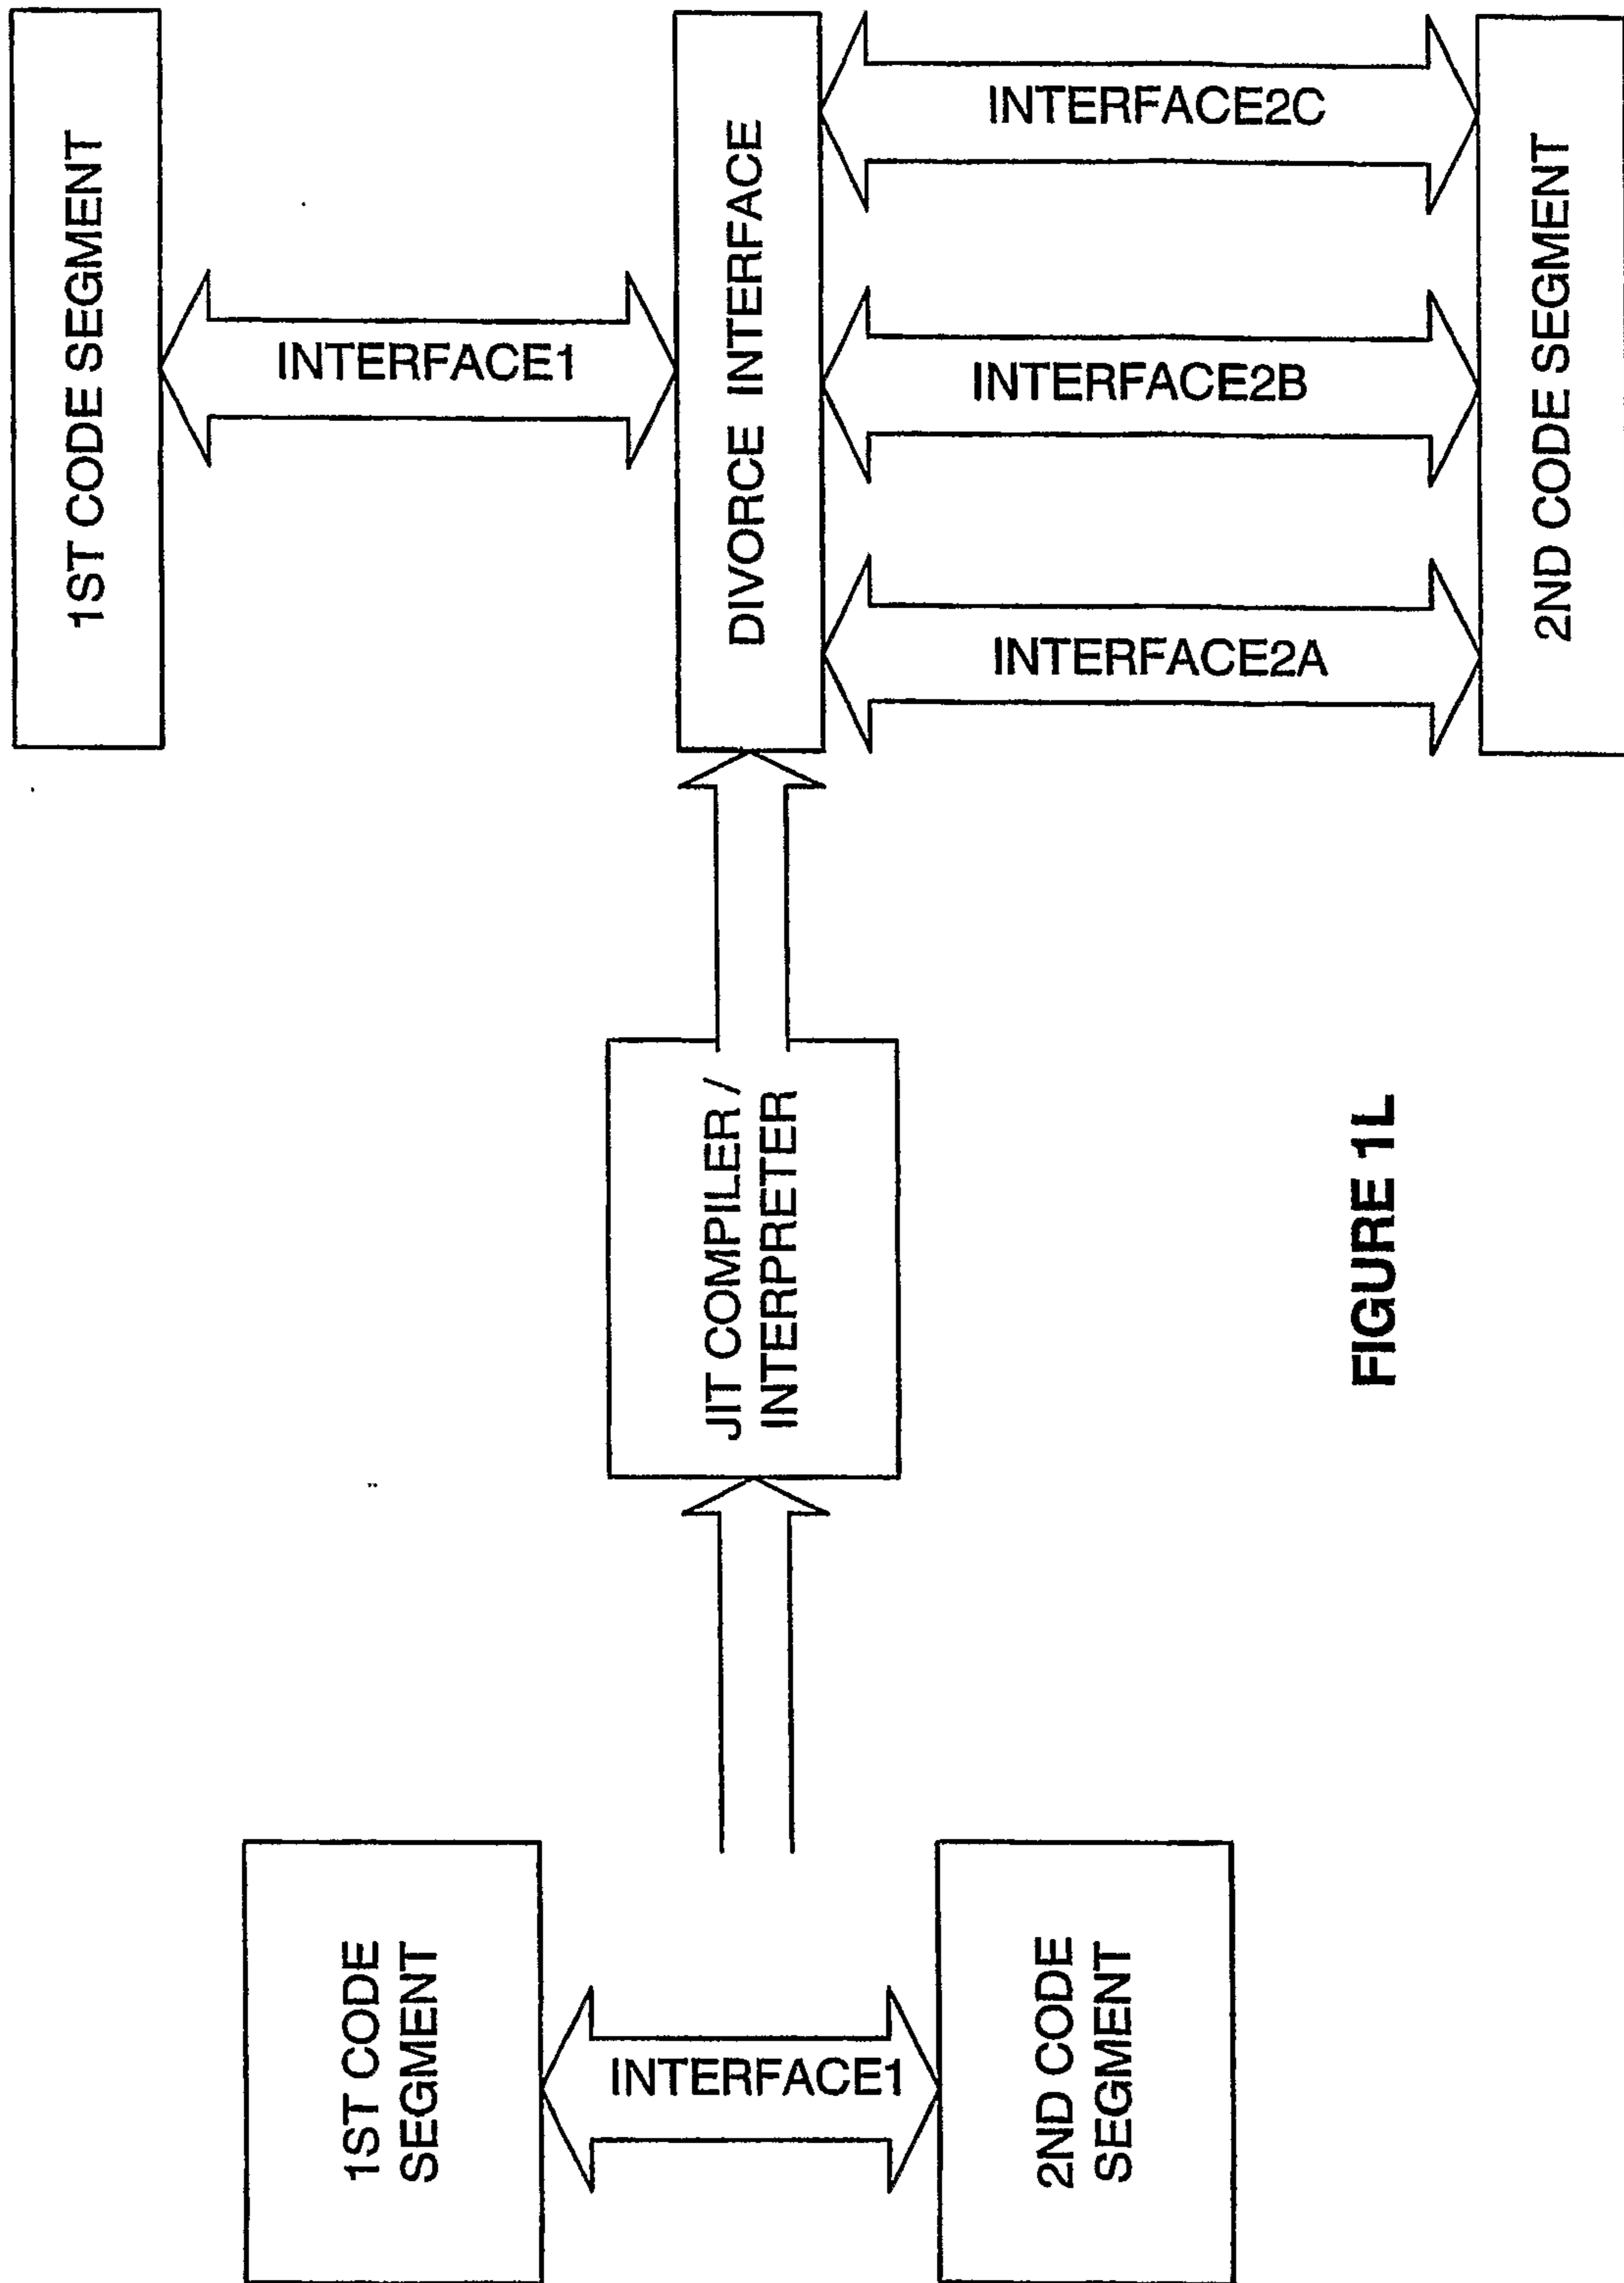 1ST CODE
SEGMENT
INTERFACE1
2ND CODE
SEGMENT
JIT COMPILER /
INTERPRETER
1ST CODE SEGMENT
INTERFACE1
DIVORCE INTERFACE
INTERFACE2A
INTERFACE2B
INTERFACE2C
2ND CODE SEGMENT
FIGURE 1L